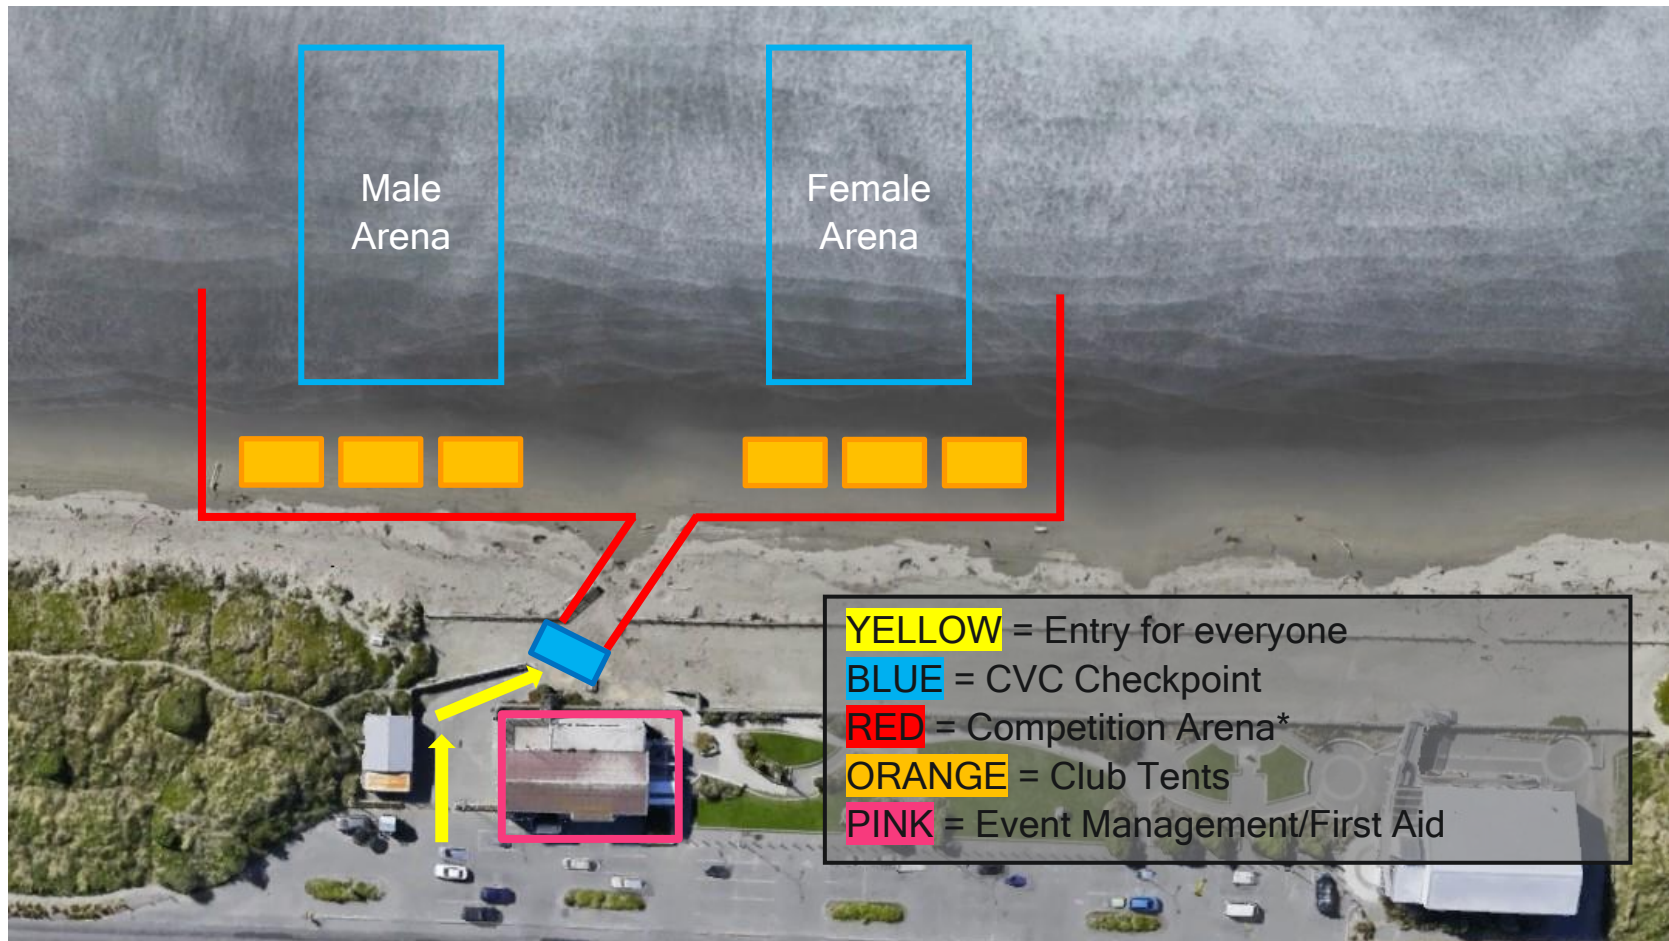 Male
Arena
Female
Arena
YELLOW = Entry for everyone
BLUE = CVC Checkpoint
RED = Competition Arena*
ORANGE = Club Tents
PINK = Event Management/First Aid